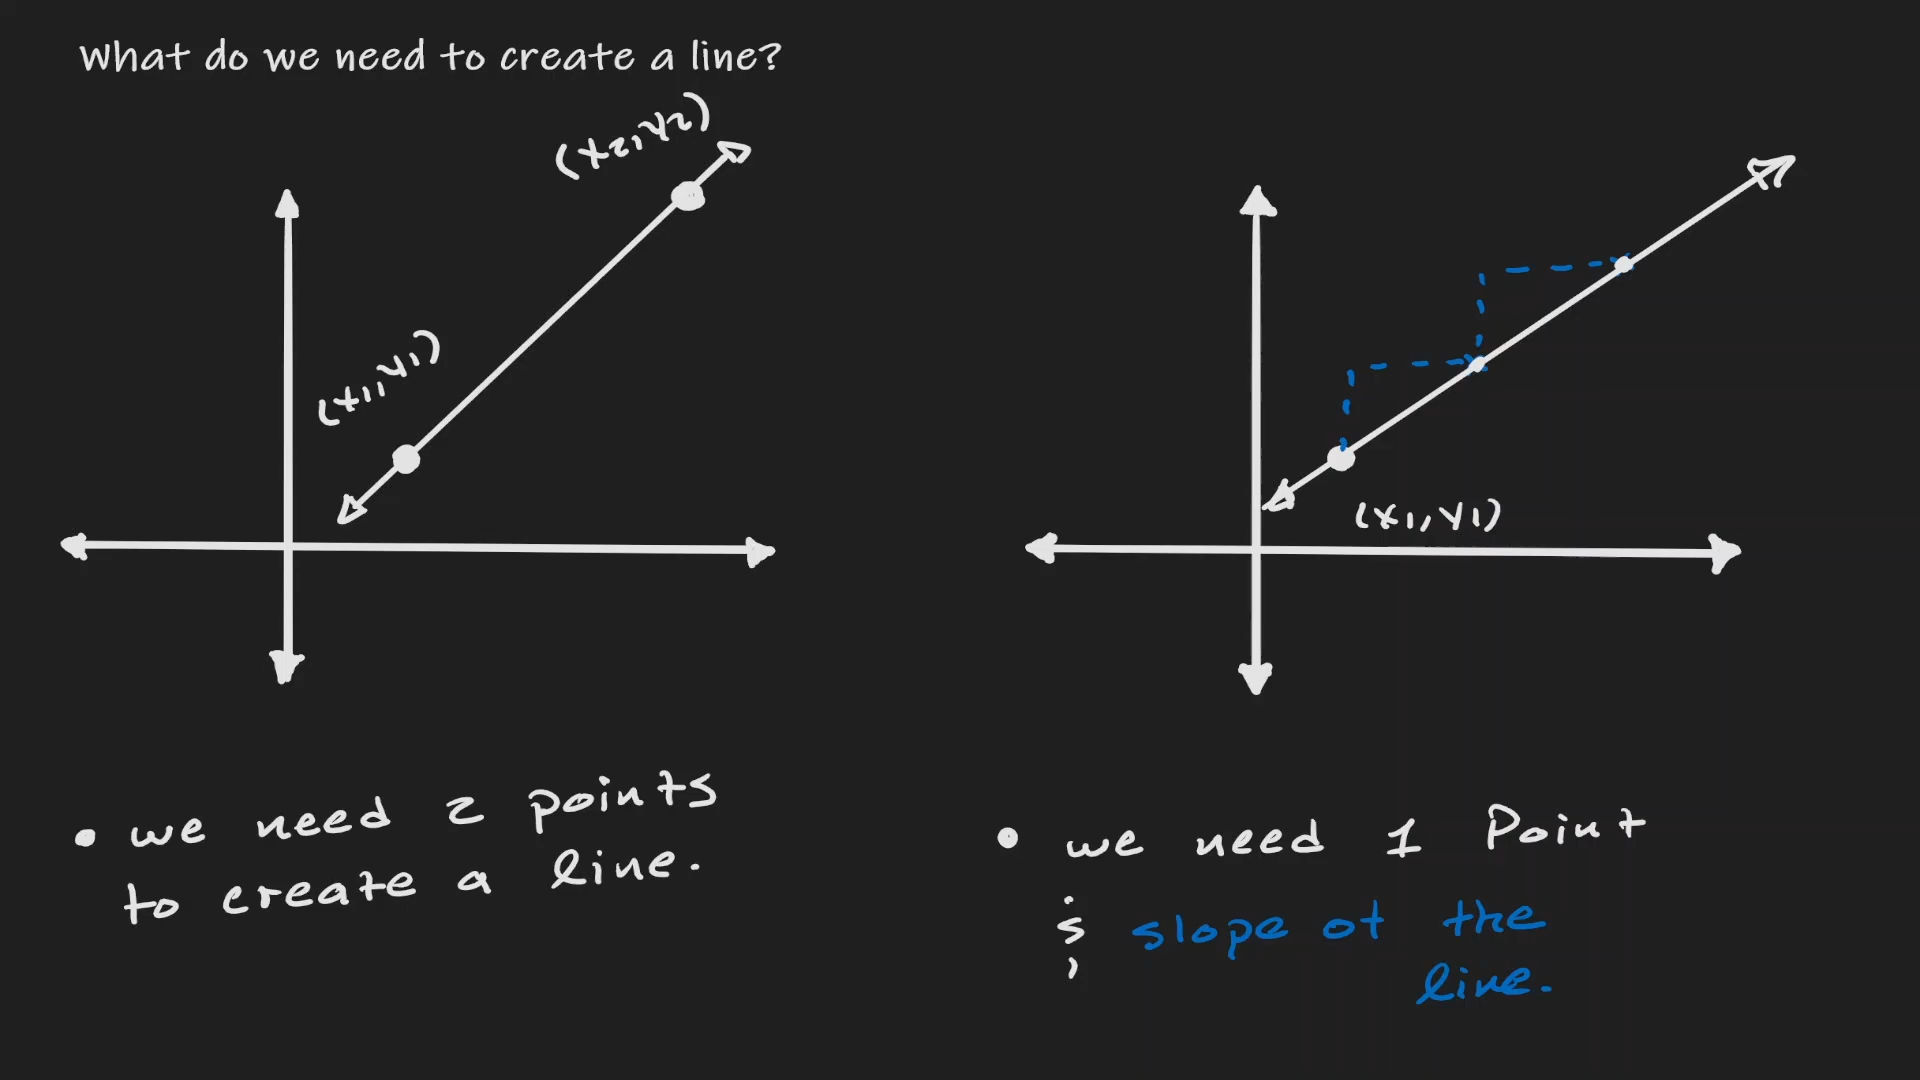 What do we need to create a line?
(x2,y2)
(x1,y1)
(x1,y1)
• we need 2 points
to create a line.
• we need 1 Point
& slope of the
line.